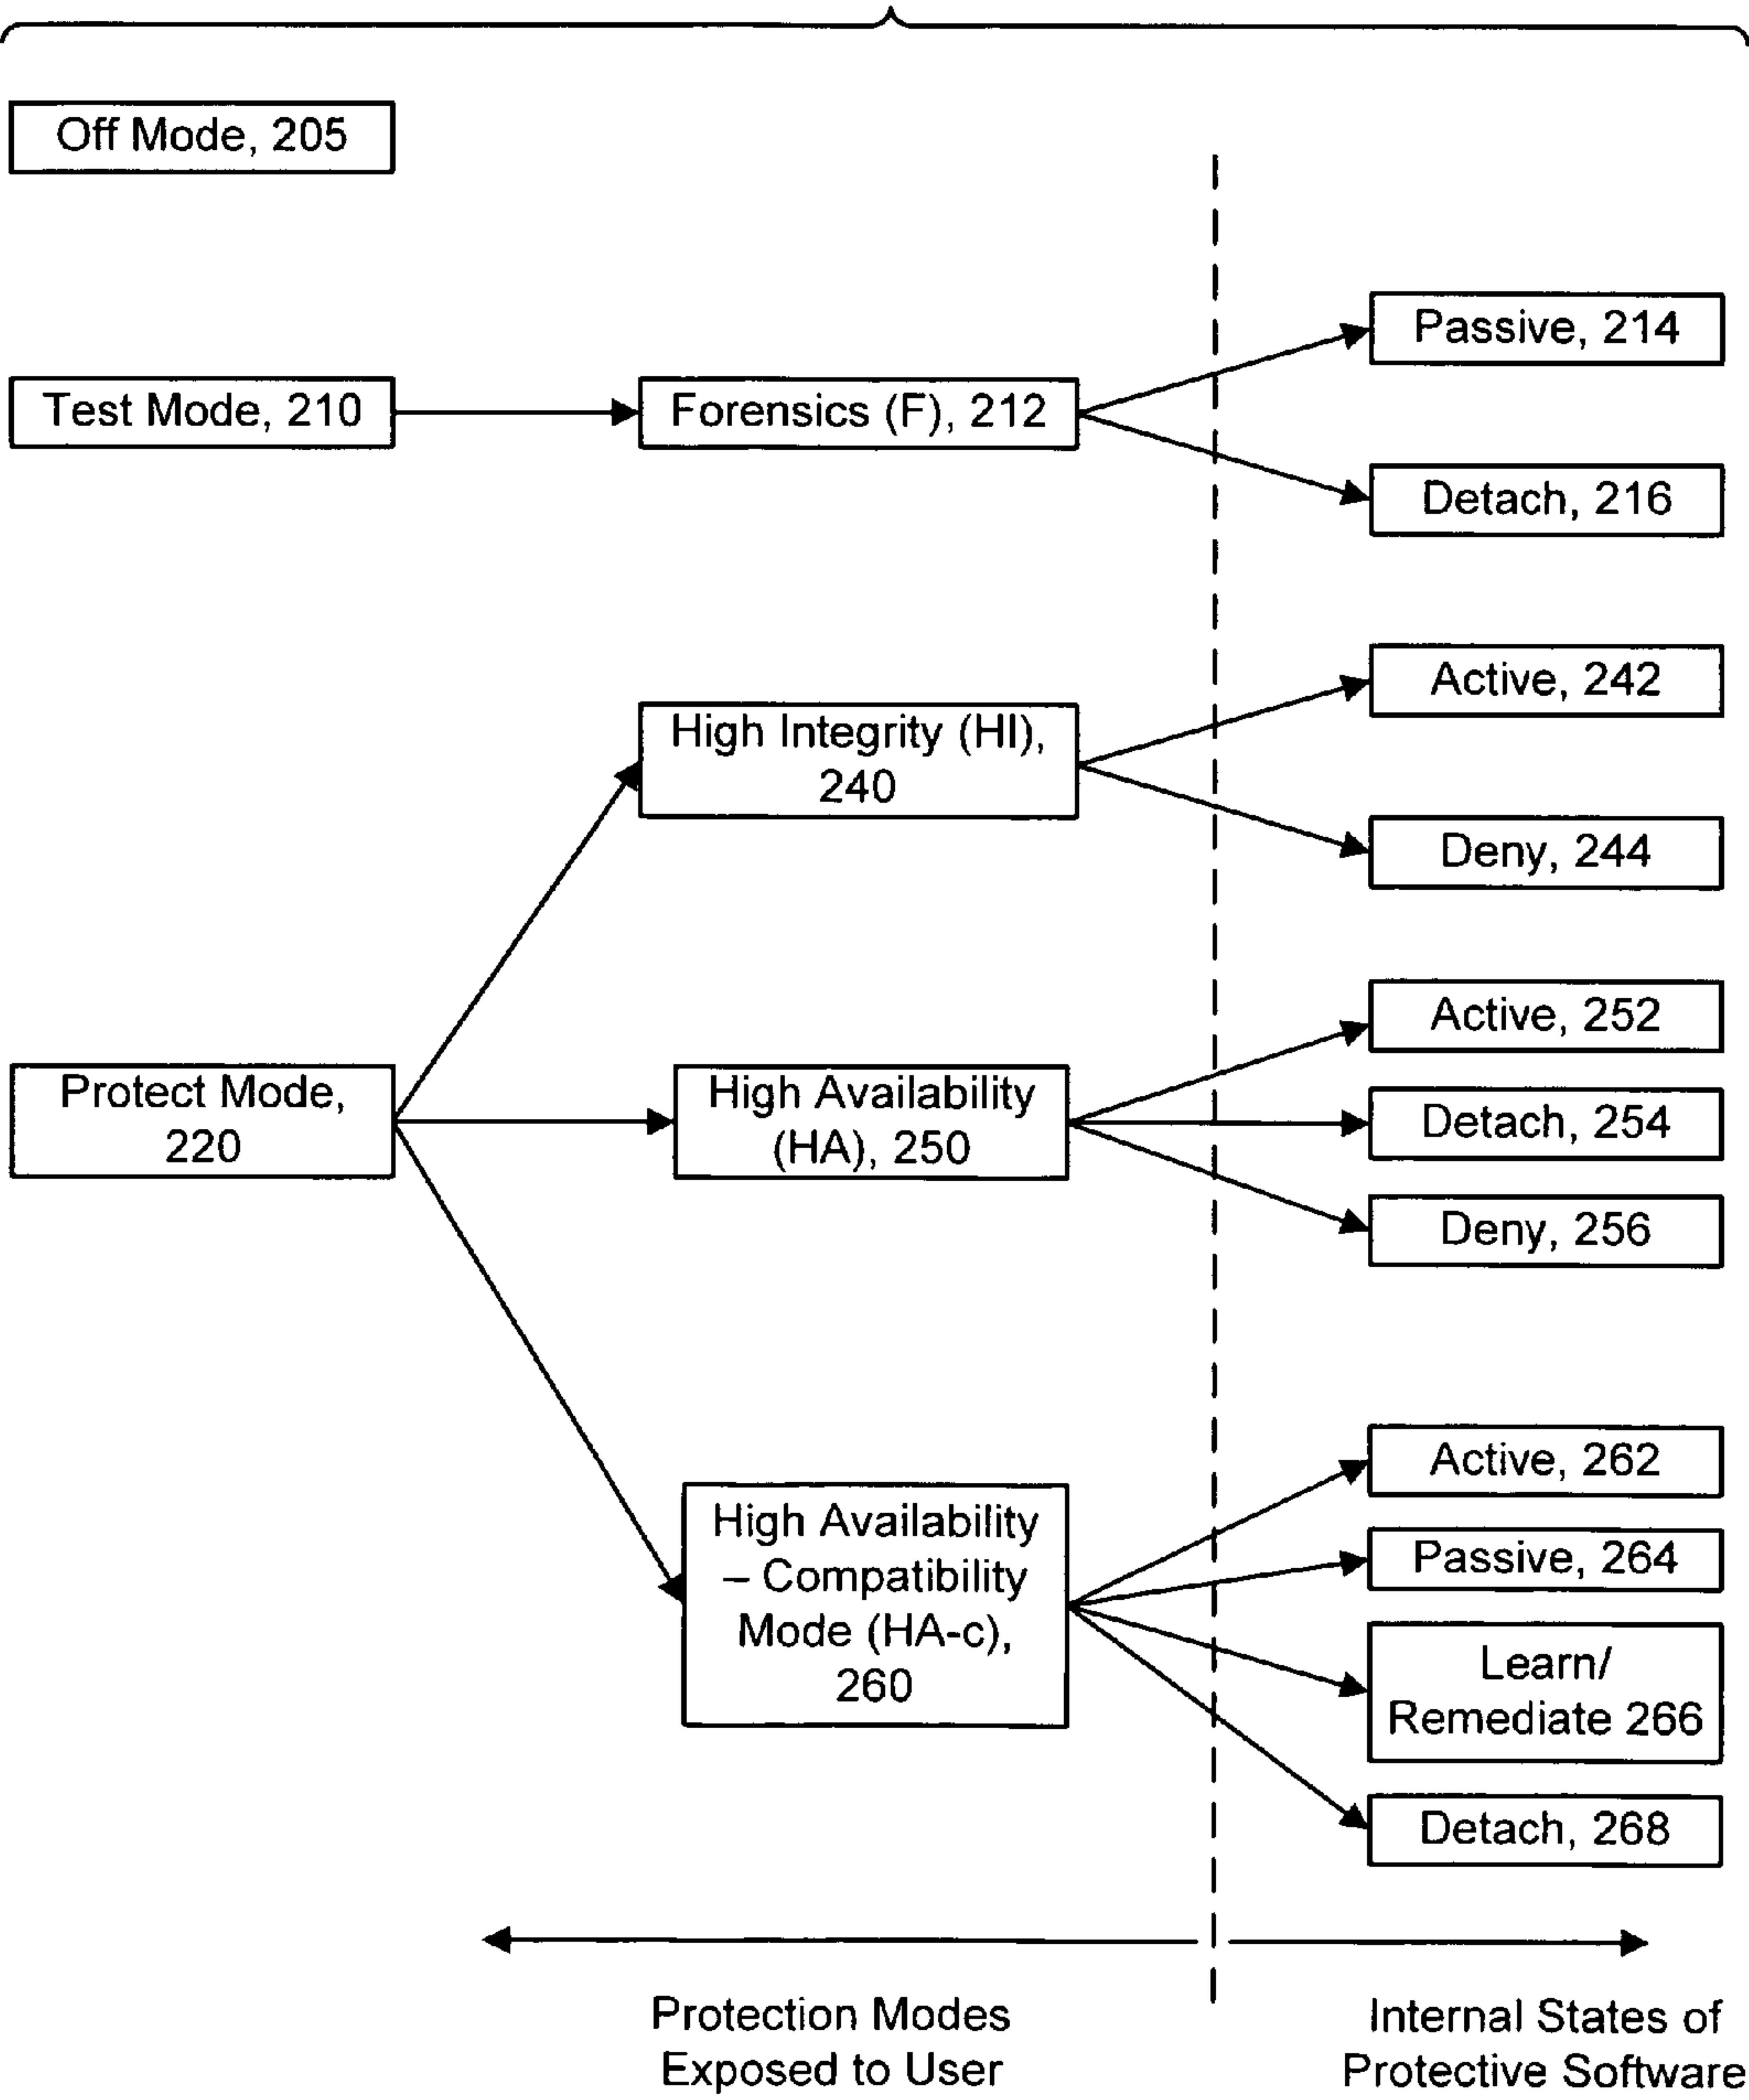 Off Mode, 205
Passive, 214
Test Mode, 210
Forensics (F), 212
Detach, 216
Active, 242
High Integrity (HI),
240
Deny, 244
Active, 252
Protect Mode,
220
High Availability
(HA), 250
Detach, 254
Deny, 256
Active, 262
High Availability
– Compatibility
Mode (HA-c),
260
Passive, 264
Learn/
Remediate 266
Detach, 268
Protection Modes
Exposed to User
Internal States of
Protective Software